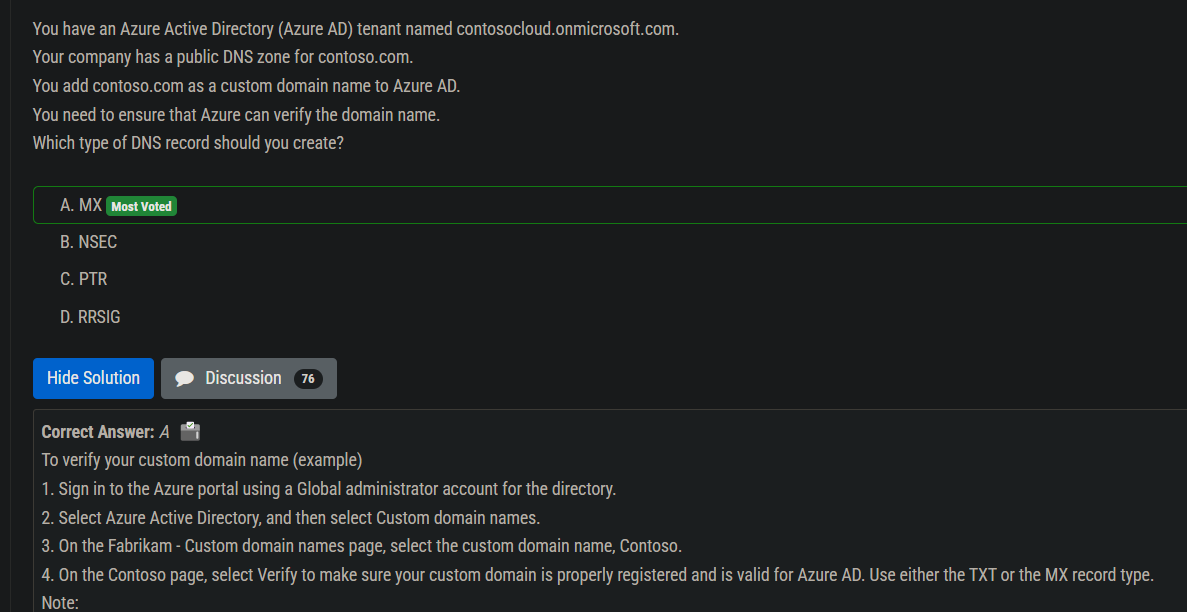 You have an Azure Active Directory (Azure AD) tenant named contosocloud.onmicrosoft.com.
Your company has a public DNS zone for contoso.com.
You add contoso.com as a custom domain name to Azure AD.
You need to ensure that Azure can verify the domain name.
Which type of DNS record should you create?
A. MX Most Voted
B. NSEC
C. PTR
D. RRSIG
Hide Solution Discussion 76
Correct Answer: A
To verify your custom domain name (example)
1. Sign in to the Azure portal using a Global administrator account for the directory.
2. Select Azure Active Directory, and then select Custom domain names.
3. On the Fabrikam - Custom domain names page, select the custom domain name, Contoso.
4. On the Contoso page, select Verify to make sure your custom domain is properly registered and is valid for Azure AD. Use either the TXT or the MX record type.
Note: